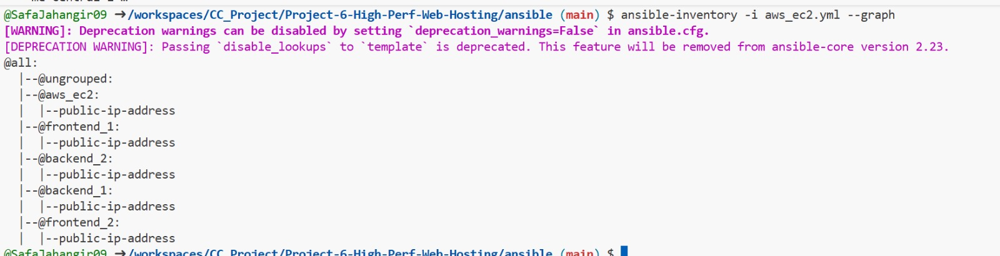 @SafaJahangir09 ➜/workspaces/CC_Project/Project-6-High-Perf-Web-Hosting/ansible (main) $ ansible-inventory -i aws_ec2.yml --graph
[WARNING]: Deprecation warnings can be disabled by setting `deprecation_warnings=False` in ansible.cfg.
[DEPRECATION WARNING]: Passing `disable_lookups` to `template` is deprecated. This feature will be removed from ansible-core version 2.23.
@all:
  |--@ungrouped:
  |--@aws_ec2:
  |  |--public-ip-address
  |--@frontend_1:
  |  |--public-ip-address
  |--@backend_2:
  |  |--public-ip-address
  |--@backend_1:
  |  |--public-ip-address
  |--@frontend_2:
  |  |--public-ip-address
@SafaJahangir09 ➜/workspaces/CC_Project/Project-6-High-Perf-Web-Hosting/ansible (main) $